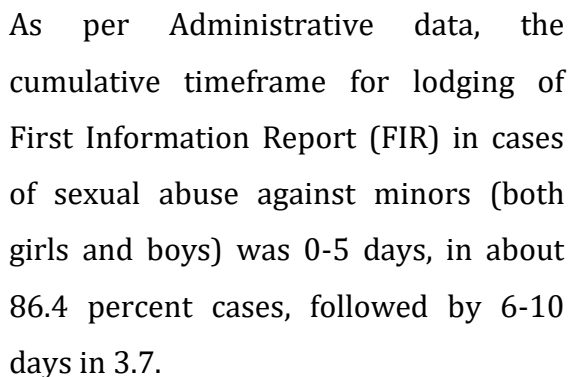 As per Administrative data, the
cumulative timeframe for lodging of
First Information Report (FIR) in cases
of sexual abuse against minors (both
girls and boys) was 0-5 days, in about
86.4 percent cases, followed by 6-10
days in 3.7.